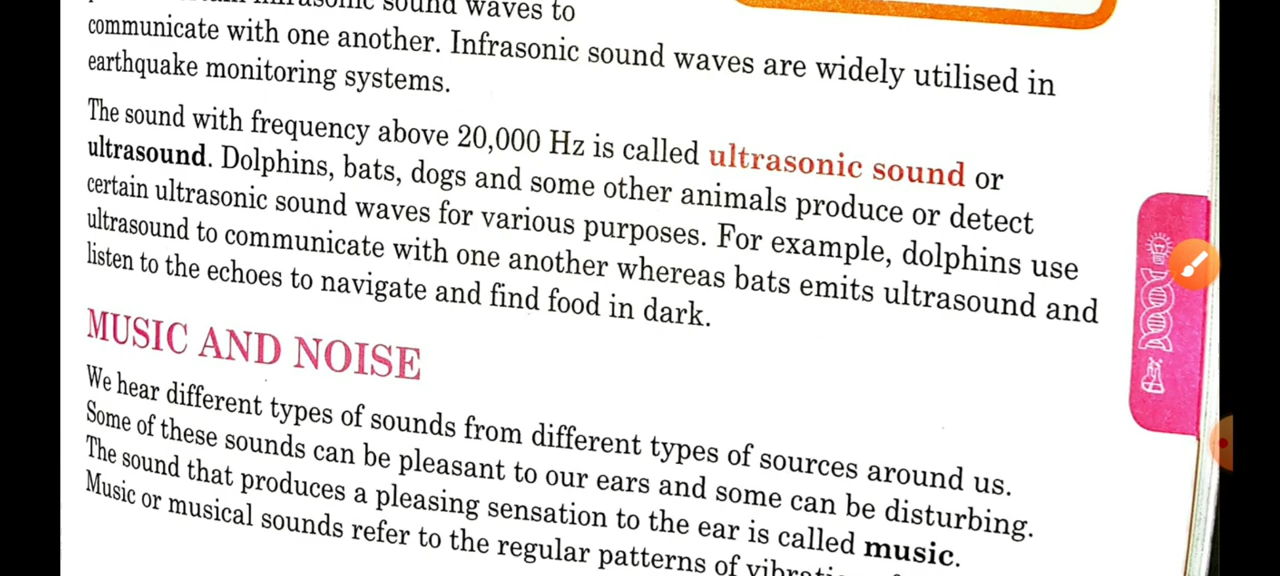 infrasonic sound waves to
communicate with one another. Infrasonic sound waves are widely utilised in
earthquake monitoring systems.
The sound with frequency above 20,000 Hz is called ultrasonic sound or
ultrasound. Dolphins, bats, dogs and some other animals produce or detect
certain ultrasonic sound waves for various purposes. For example, dolphins use
ultrasound to communicate with one another whereas bats emits ultrasound and
listen to the echoes to navigate and find food in dark.
MUSIC AND NOISE
We hear different types of sounds from different types of sources around us.
Some of these sounds can be pleasant to our ears and some can be disturbing.
The sound that produces a pleasing sensation to the ear is called music.
Music or musical sounds refer to the regular patterns of